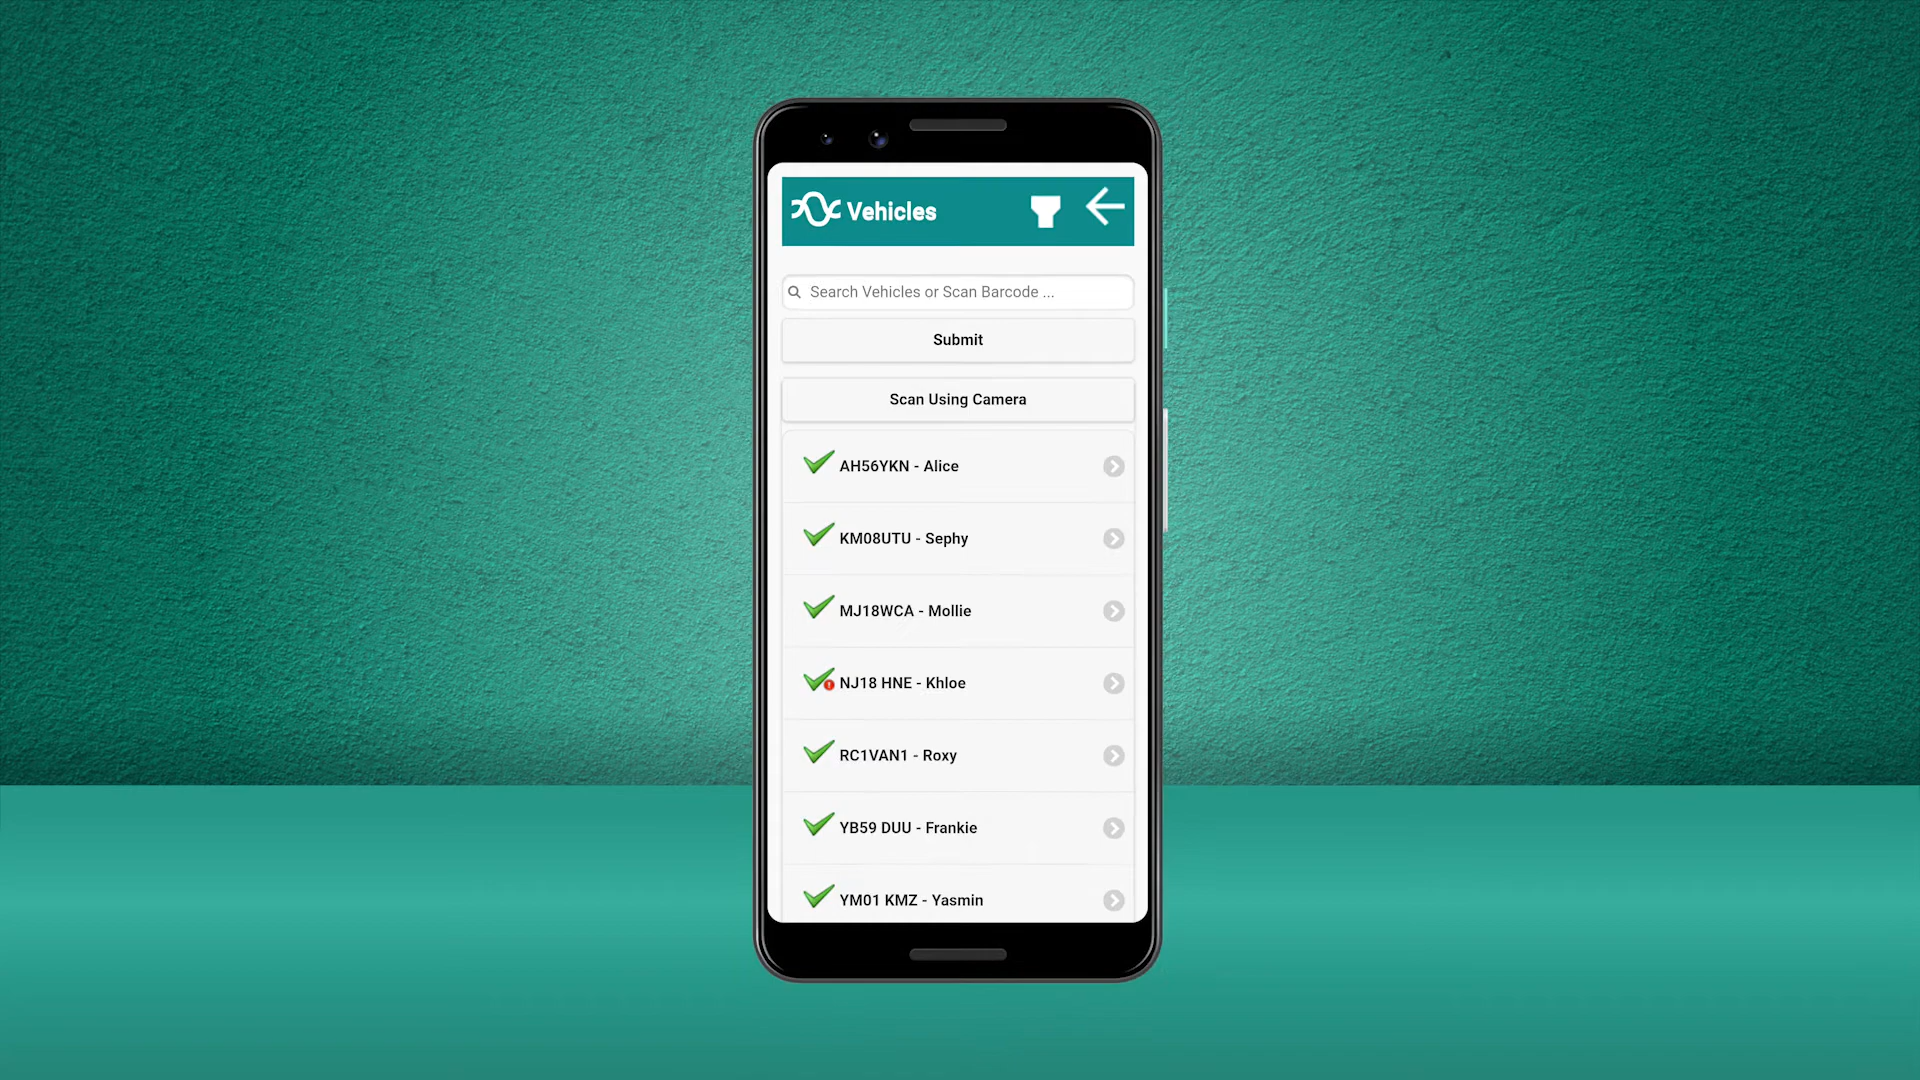 Vehicles
Search Vehicles or Scan Barcode ...
Submit
Scan Using Camera
AH56YKN - Alice
KM08UTU - Sephy
MJ18WCA - Mollie
NJ18 HNE - Khloe
RC1VAN1 - Roxy
YB59 DUU - Frankie
YM01 KMZ - Yasmin